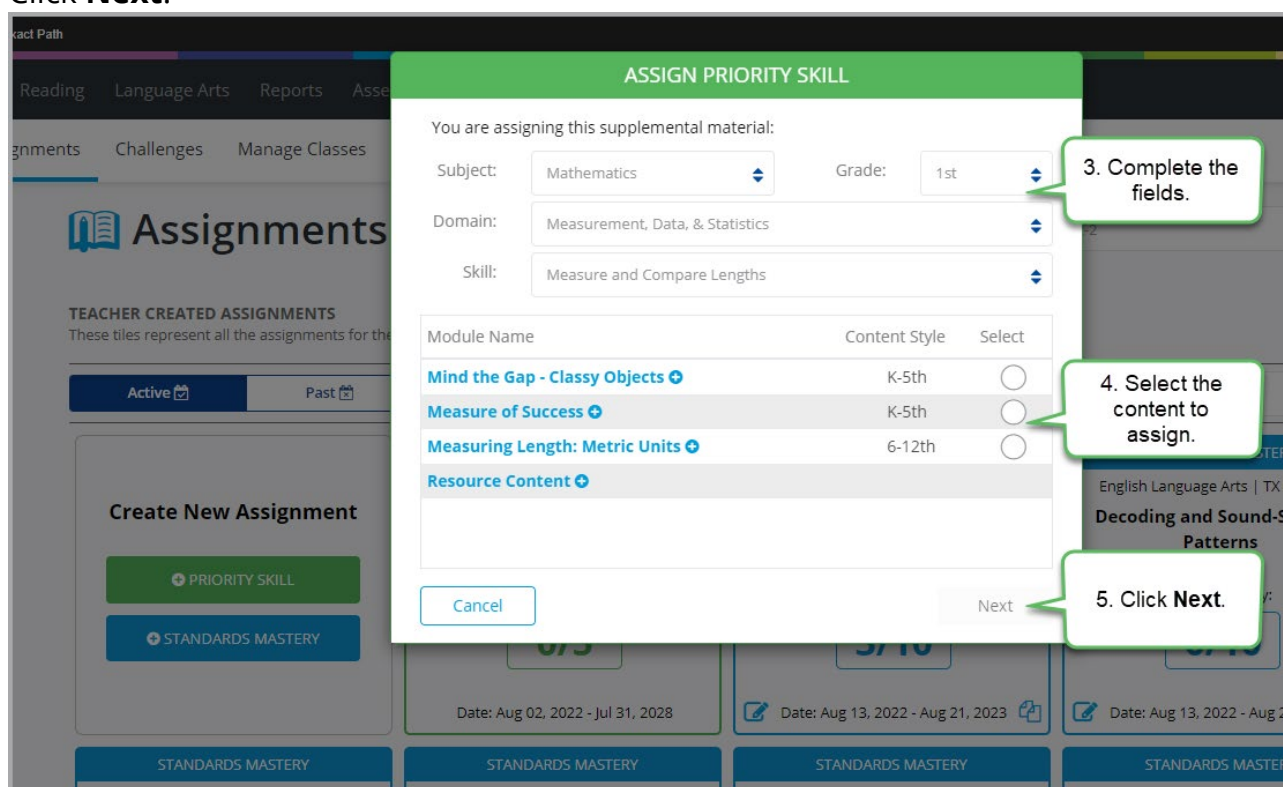 Click Next.
xact Path
Reading Language Arts Reports Asse
gnments Challenges Manage Classes
Assignments
TEACHER CREATED ASSIGNMENTS
These tiles represent all the assignments for the
Active Past
Create New Assignment
PRIORITY SKILL
STANDARDS MASTERY
ASSIGN PRIORITY SKILL
You are assigning this supplemental material:
Subject: Mathematics Grade: 1st
Domain: Measurement, Data, & Statistics
Skill: Measure and Compare Lengths
Module Name Content Style Select
Mind the Gap - Classy Objects K-5th
Measure of Success K-5th
Measuring Length: Metric Units 6-12th
Resource Content
Cancel Next
3. Complete the
fields.
-2
4. Select the
content to
assign.
English Language Arts | TX
Decoding and Sound-S
Patterns
5. Click Next.
Date: Aug 02, 2022 - Jul 31, 2028
Date: Aug 13, 2022 - Aug 21, 2023
Date: Aug 13, 2022 - Aug 2
STANDARDS MASTERY STANDARDS MASTERY STANDARDS MASTERY STANDARDS MASTE